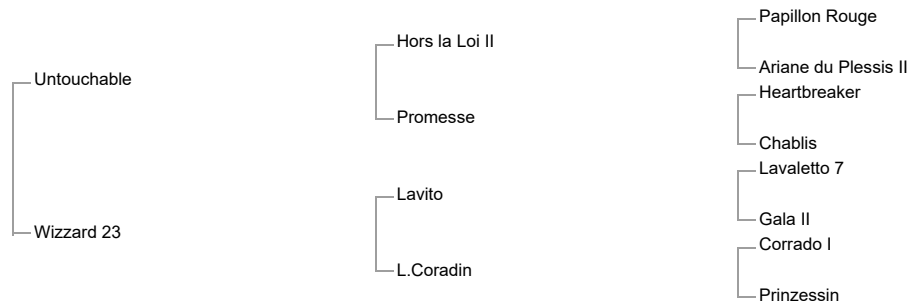 Papillon Rouge
Hors la Loi II
Ariane du Plessis II
Untouchable
Heartbreaker
Promesse
Chablis
Lavaletto 7
Lavito
Gala II
Wizzard 23
Corrado I
L.Coradin
Prinzessin